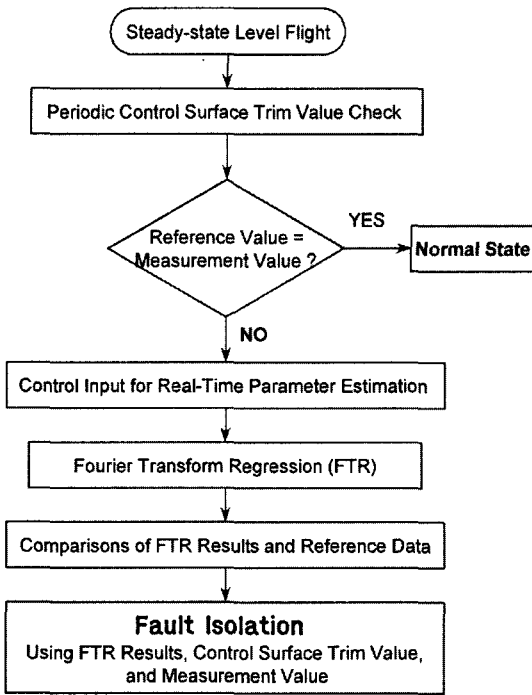 Steady-state Level Flight
Periodic Control Surface Trim Value Check
Reference Value =
Measurement Value ?
YES
Normal State
NO
Control Input for Real-Time Parameter Estimation
Fourier Transform Regression (FTR)
Comparisons of FTR Results and Reference Data
Fault Isolation
Using FTR Results, Control Surface Trim Value,
and Measurement Value